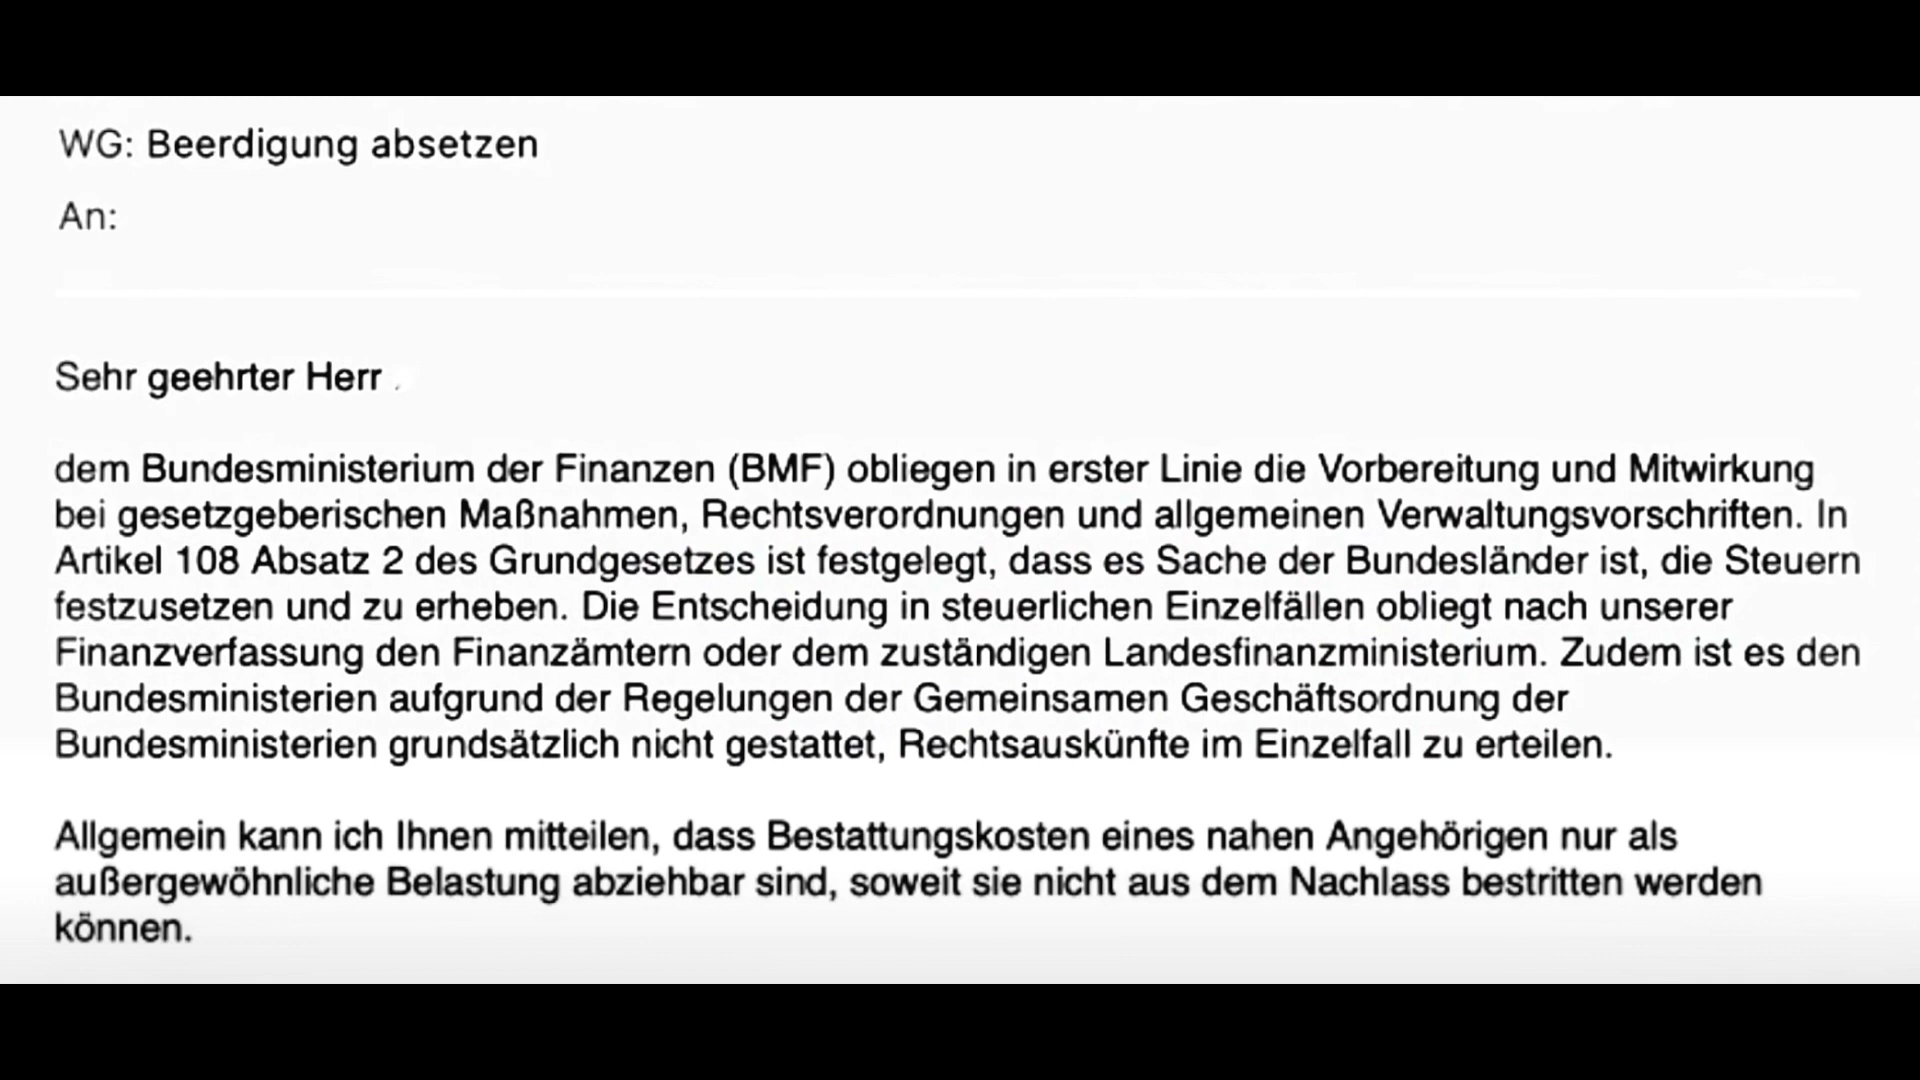 WG: Beerdigung absetzen
An:
Sehr geehrter Herr
dem Bundesministerium der Finanzen (BMF) obliegen in erster Linie die Vorbereitung und Mitwirkung
bei gesetzgeberischen Maßnahmen, Rechtsverordnungen und allgemeinen Verwaltungsvorschriften. In
Artikel 108 Absatz 2 des Grundgesetzes ist festgelegt, dass es Sache der Bundesländer ist, die Steuern
festzusetzen und zu erheben. Die Entscheidung in steuerlichen Einzelfällen obliegt nach unserer
Finanzverfassung den Finanzämtern oder dem zuständigen Landesfinanzministerium. Zudem ist es den
Bundesministerien aufgrund der Regelungen der Gemeinsamen Geschäftsordnung der
Bundesministerien grundsätzlich nicht gestattet, Rechtsauskünfte im Einzelfall zu erteilen.
Allgemein kann ich Ihnen mitteilen, dass Bestattungskosten eines nahen Angehörigen nur als
außergewöhnliche Belastung abziehbar sind, soweit sie nicht aus dem Nachlass bestritten werden
können.